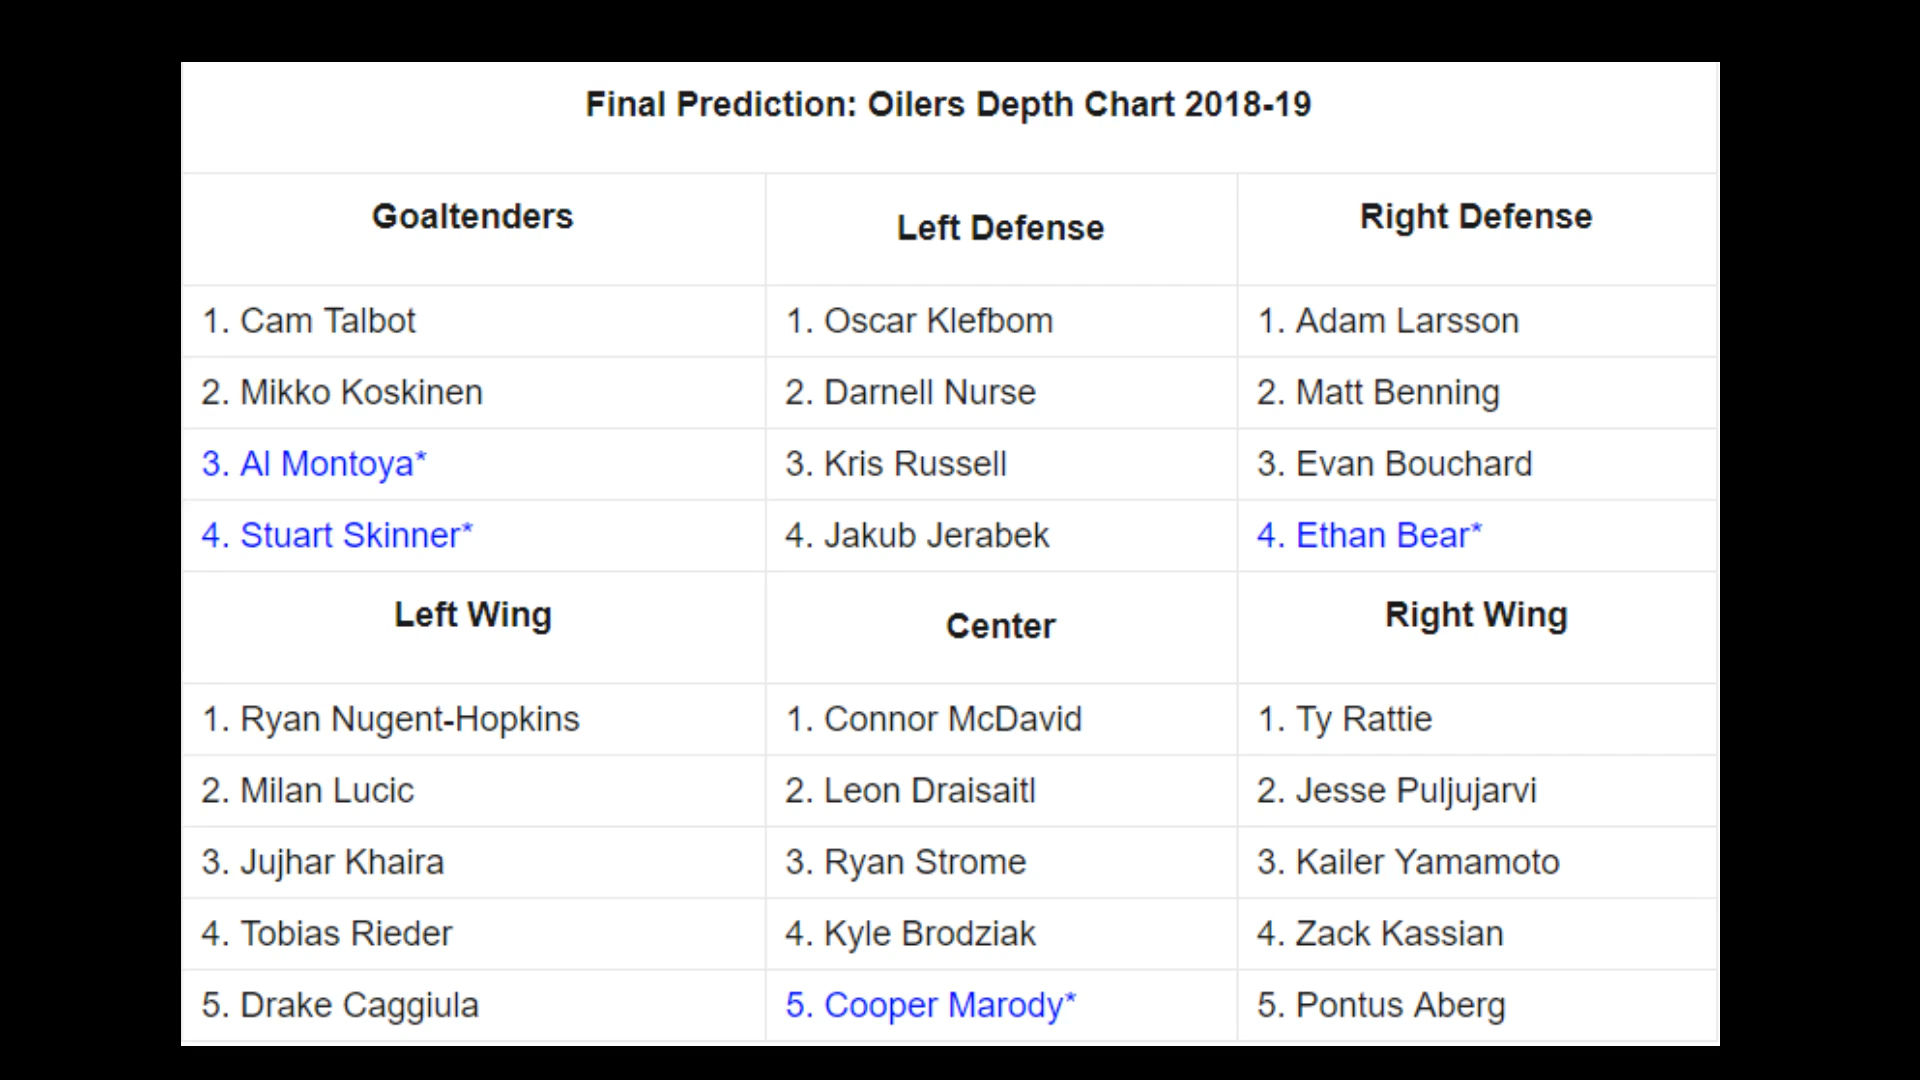 Final Prediction: Oilers Depth Chart 2018-19
Goaltenders Left Defense Right Defense
1. Cam Talbot 1. Oscar Klefbom 1. Adam Larsson
2. Mikko Koskinen 2. Darnell Nurse 2. Matt Benning
3. Al Montoya* 3. Kris Russell 3. Evan Bouchard
4. Stuart Skinner* 4. Jakub Jerabek 4. Ethan Bear*
Left Wing Center Right Wing
1. Ryan Nugent-Hopkins 1. Connor McDavid 1. Ty Rattie
2. Milan Lucic 2. Leon Draisaitl 2. Jesse Puljujarvi
3. Jujhar Khaira 3. Ryan Strome 3. Kailer Yamamoto
4. Tobias Rieder 4. Kyle Brodziak 4. Zack Kassian
5. Drake Caggiula 5. Cooper Marody* 5. Pontus Aberg